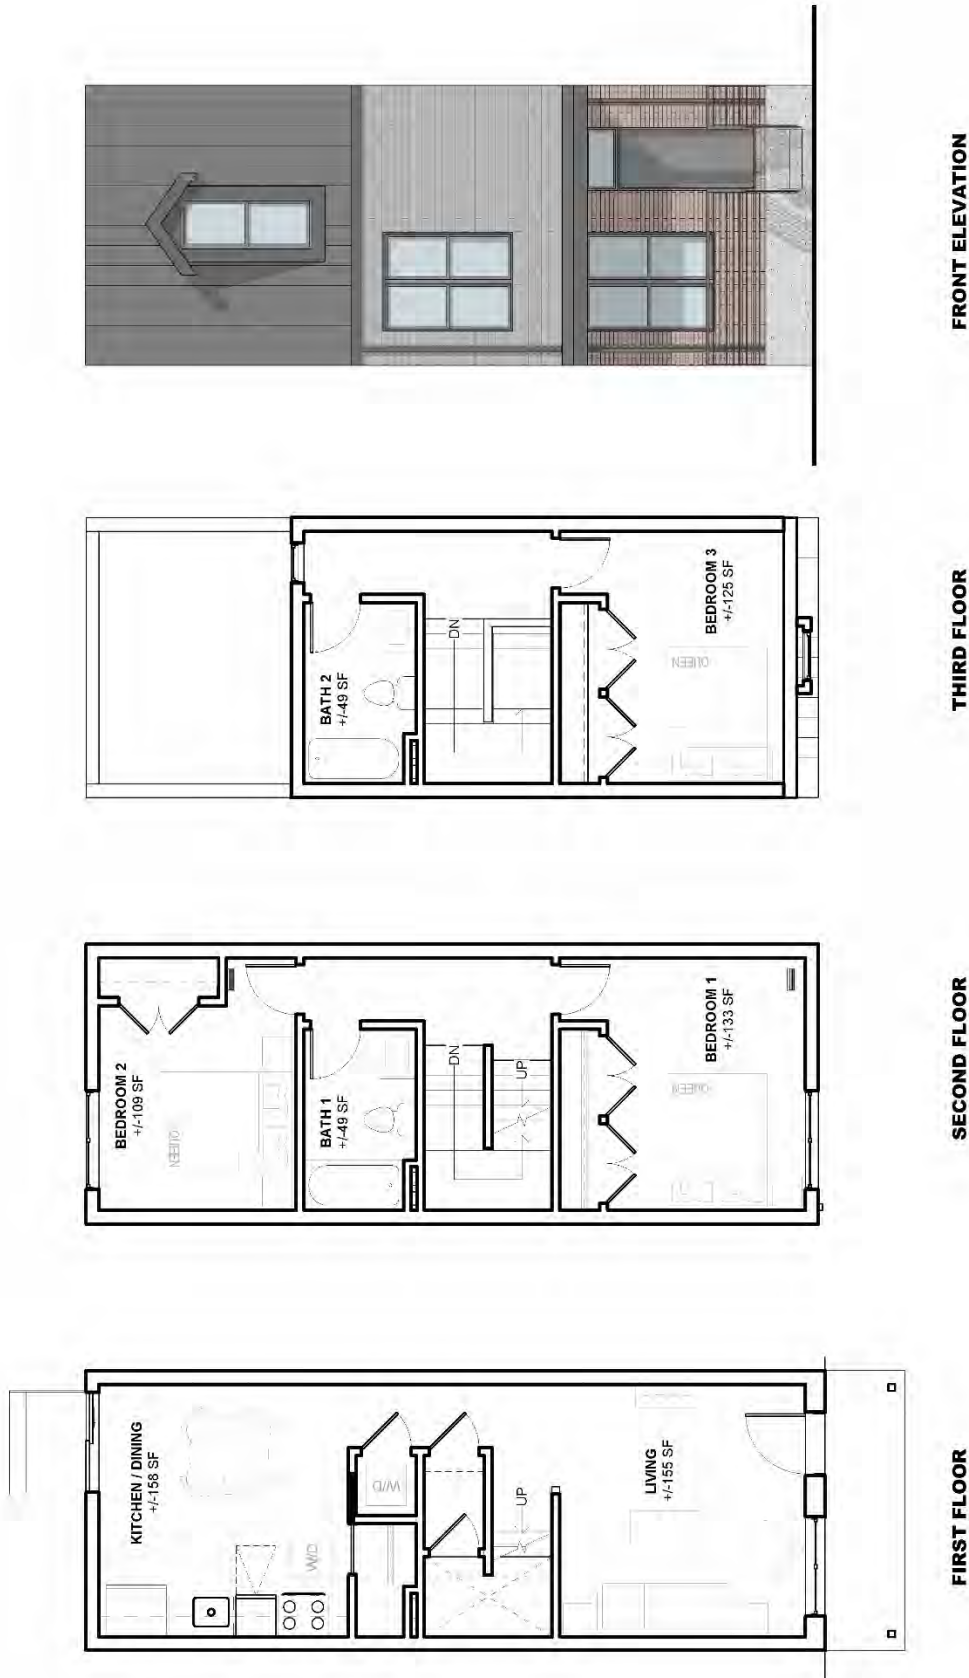 KITCHEN / DINING
+/-158 SF
W/D
W/D
UP
LIVING
+/-155 SF
FIRST FLOOR
BEDROOM 2
+/-109 SF
QUEEN
BATH 1
+/-49 SF
DN
UP
BEDROOM 1
+/-133 SF
QUEEN
SECOND FLOOR
BATH 2
+/-49 SF
DN
BEDROOM 3
+/-125 SF
QUEEN
THIRD FLOOR
FRONT ELEVATION